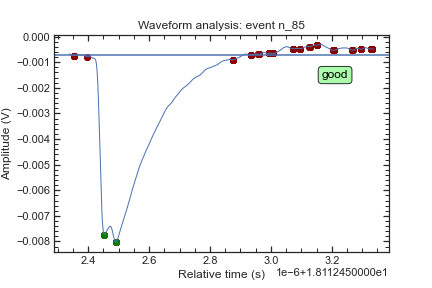 Waveform analysis: event n_85
Amplitude (V)
0.000
−0.001
−0.002
−0.003
−0.004
−0.005
−0.006
−0.007
−0.008
good
2.4 2.6 2.8 3.0 3.2
Relative time (s) 1e-6+1.8112450000e1